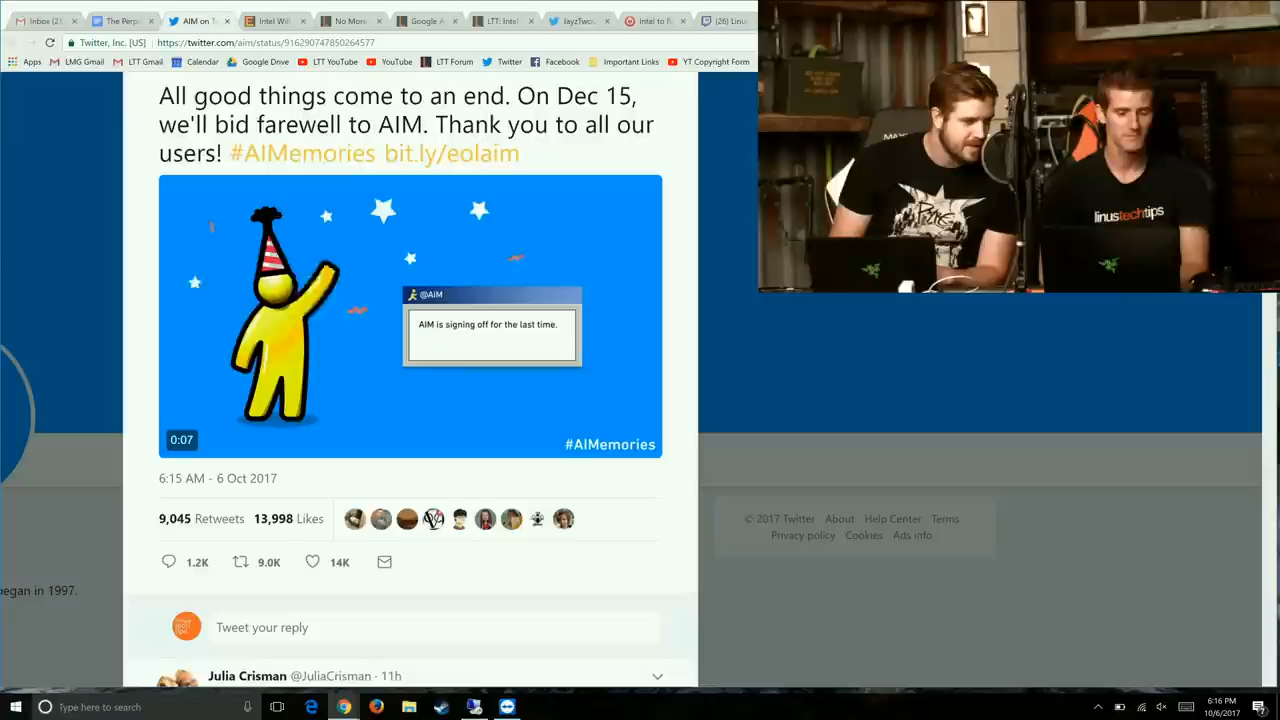 Inbox (21
The Perp
AIM on T
Intel Wil
No More
Google A
LTT: Inte
JayzTwo
Intel to R
(26) Linu
Twitter, Inc. [US]
https://twitter.com/aim/status/916290747850264577
Apps
LMG Gmail
LTT Gmail
Calendar
Google Drive
LTT YouTube
YouTube
LTT Forum
Twitter
Facebook
Important Links
YT Copyright Form
All good things come to an end. On Dec 15,
we'll bid farewell to AIM. Thank you to all our
users! #AIMemories bit.ly/eolaim
@AIM
AIM is signing off for the last time.
0:07
#AIMemories
6:15 AM - 6 Oct 2017
9,045 Retweets 13,998 Likes
1.2K
9.0K
14K
Tweet your reply
Julia Crisman @JuliaCrisman · 11h
egan in 1997.
© 2017 Twitter About Help Center Terms
Privacy policy Cookies Ads info
linustechtips
Type here to search
6:16 PM
10/6/2017